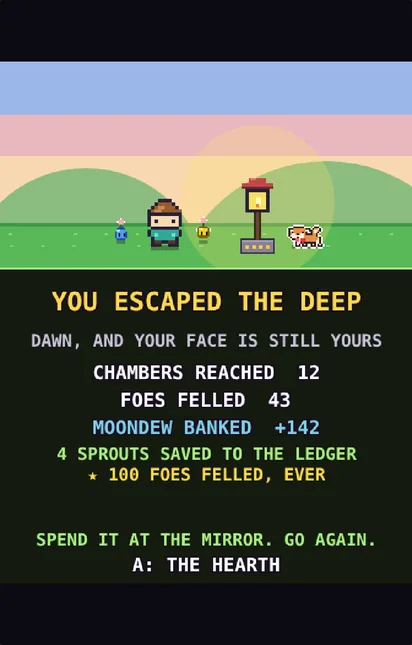 YOU ESCAPED THE DEEP
DAWN, AND YOUR FACE IS STILL YOURS
CHAMBERS REACHED 12
FOES FELLED 43
MOONDEW BANKED +142
4 SPROUTS SAVED TO THE LEDGER
★ 100 FOES FELLED, EVER
SPEND IT AT THE MIRROR. GO AGAIN.
A: THE HEARTH